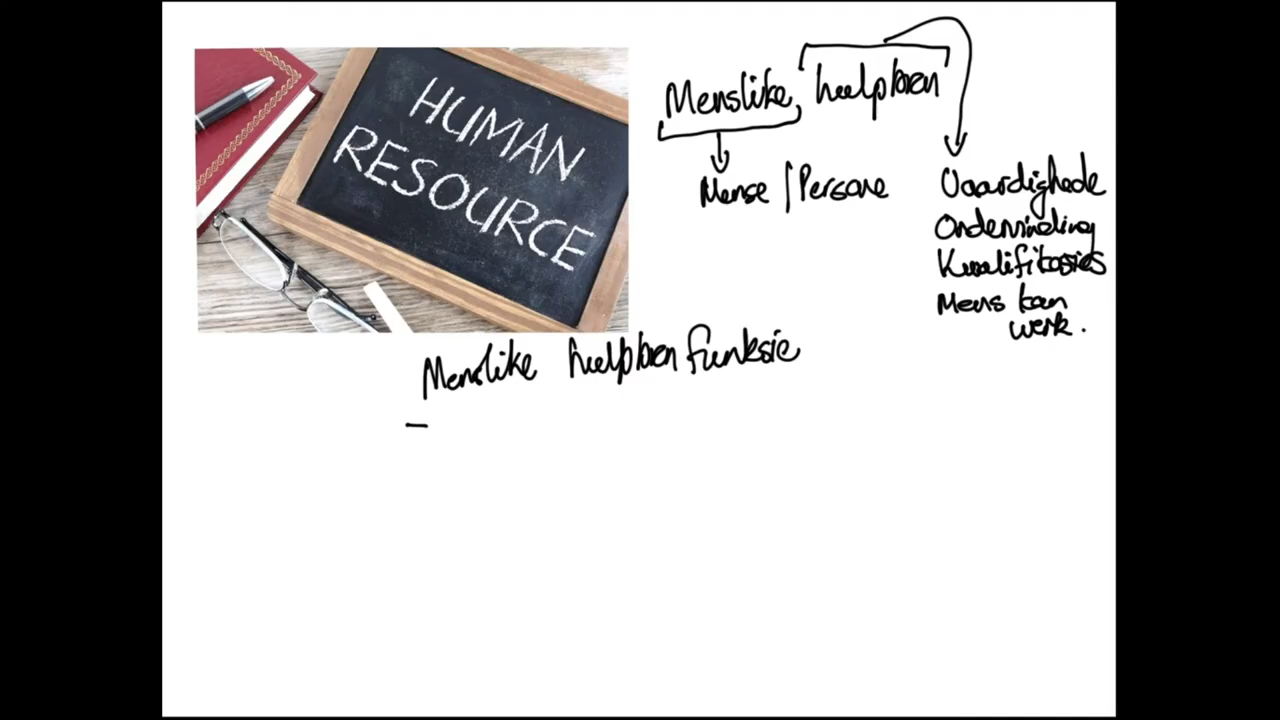 HUMAN
RESOURCE
Menslike hulpbron
Mense / Persone
Vaardighede
Ondervinding
Kwalifikasies
Mens kan
werk.
Menslike hulpbron funksie
–